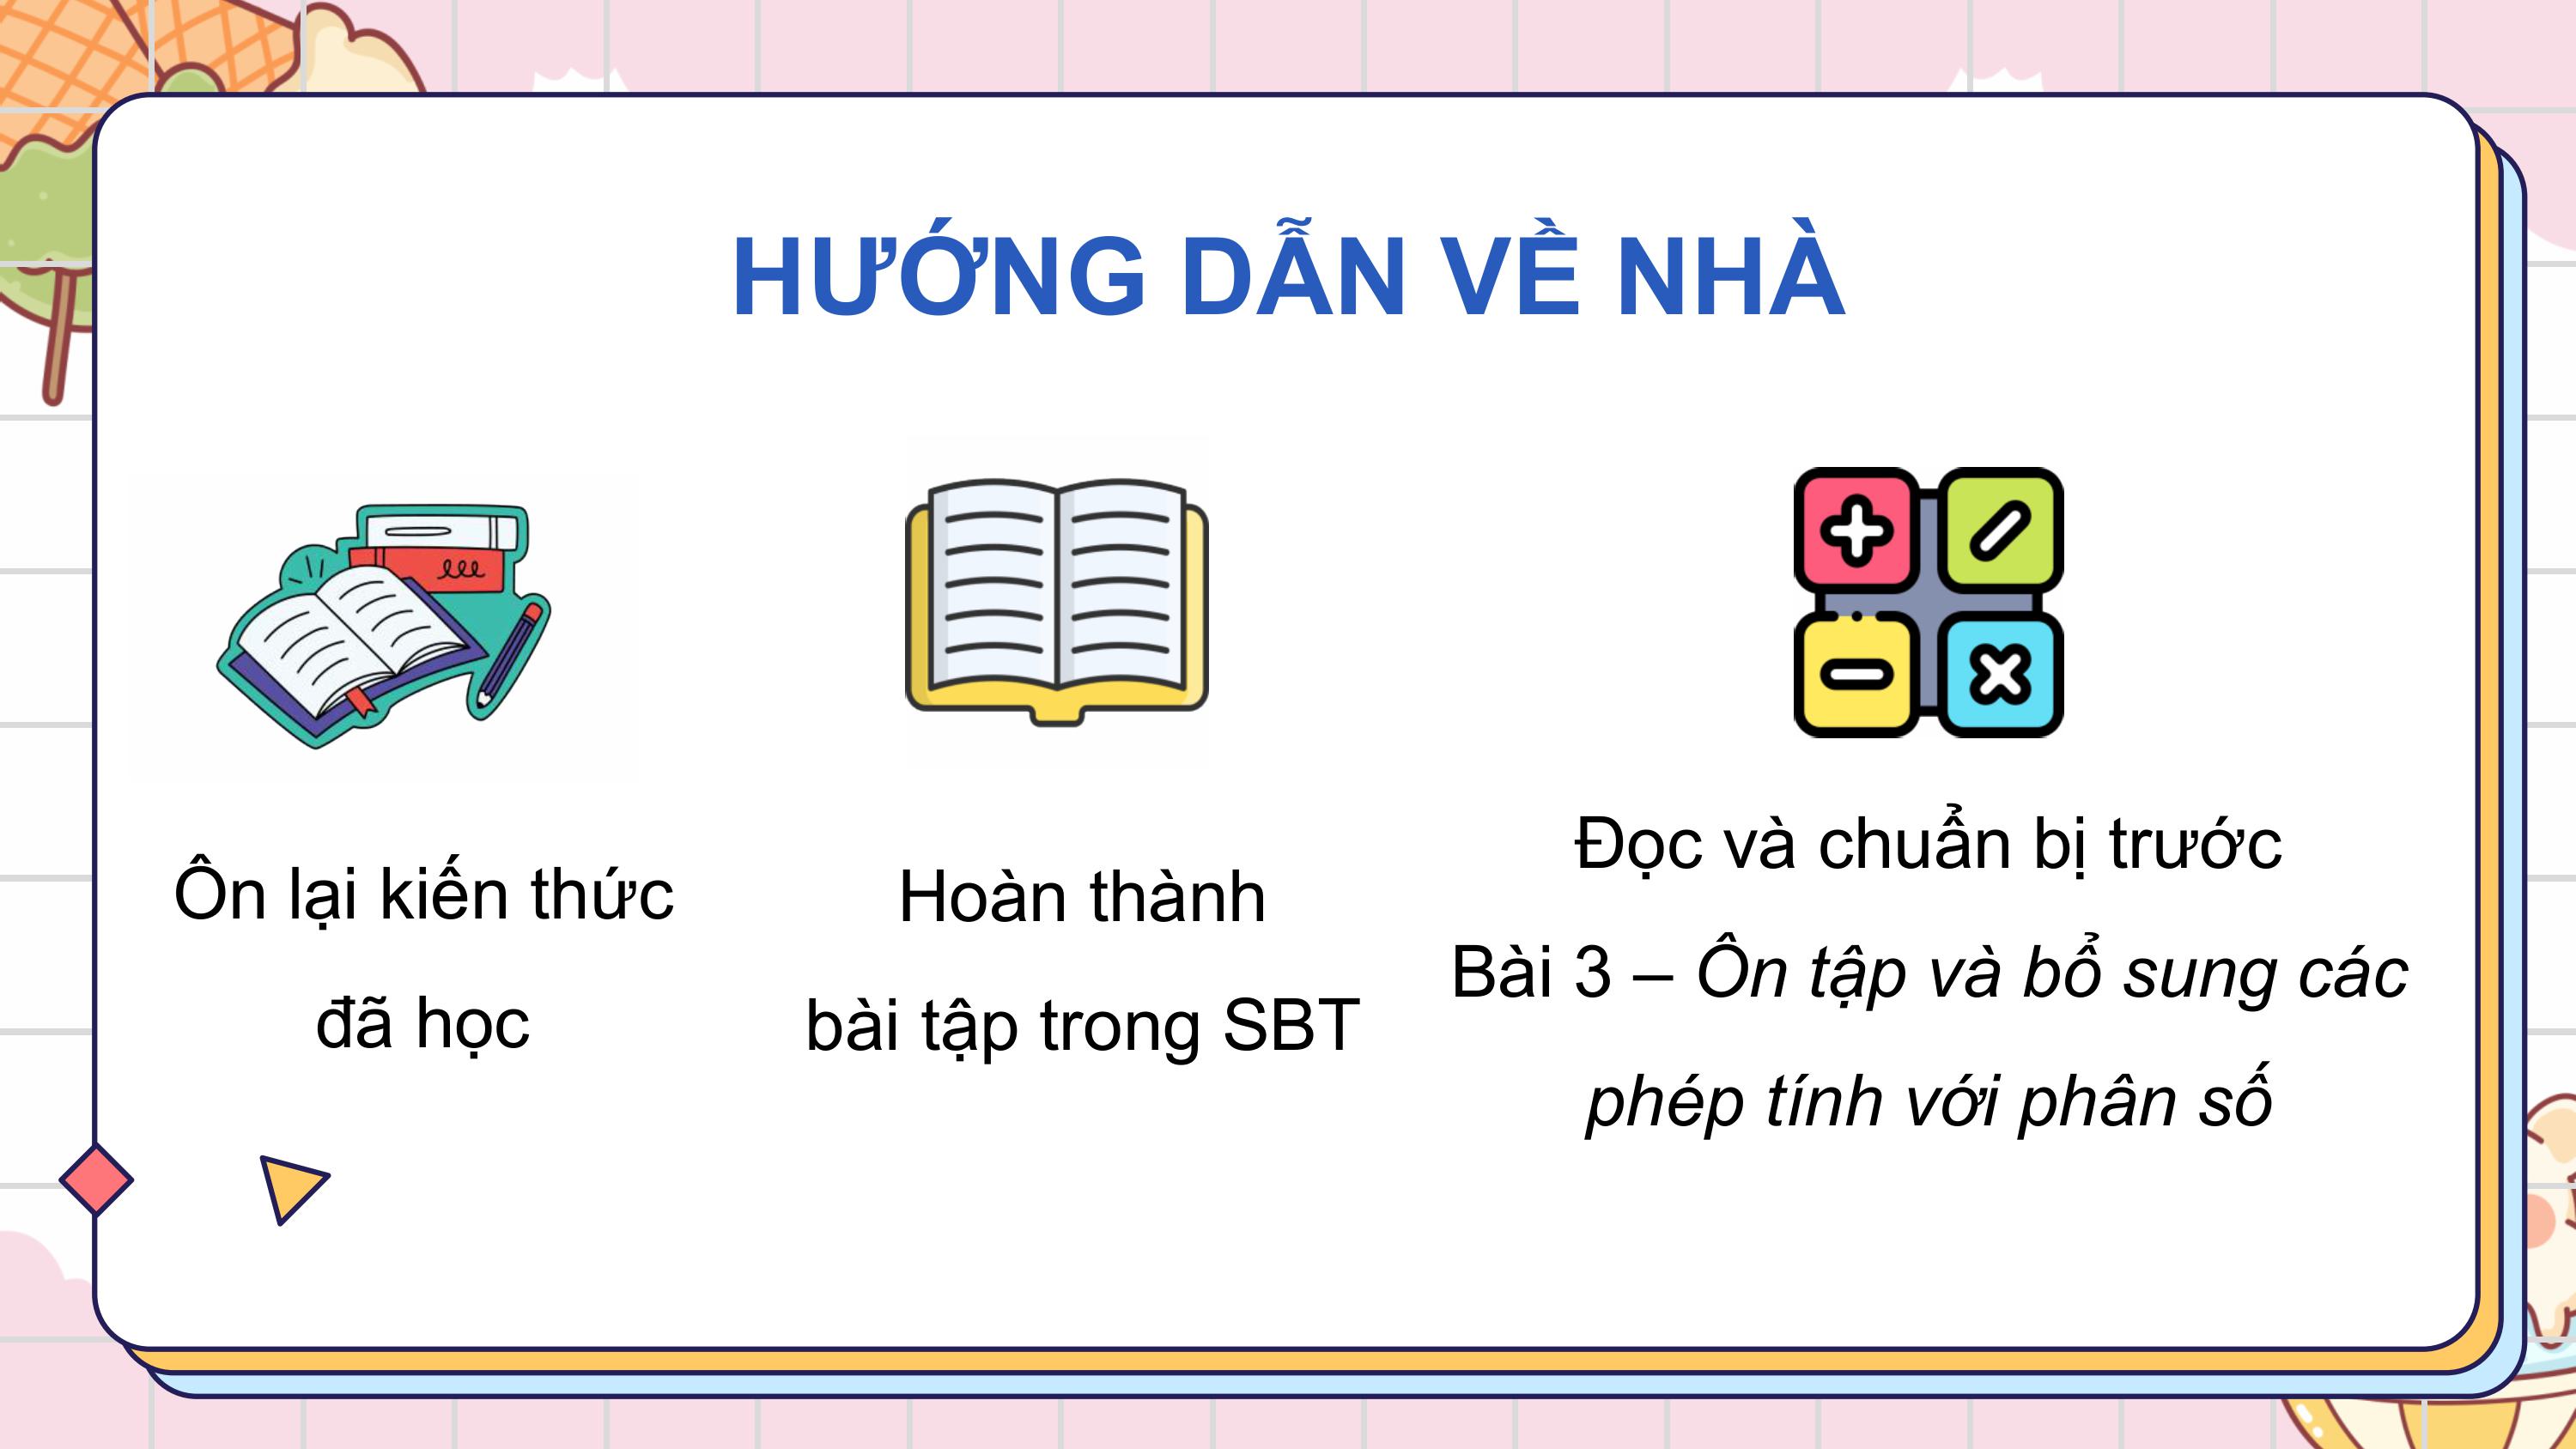 HƯỚNG DẪN VỀ NHÀ
Ôn lại kiến thức
đã học
Hoàn thành
bài tập trong SBT
Đọc và chuẩn bị trước
Bài 3 – Ôn tập và bổ sung các
phép tính với phân số